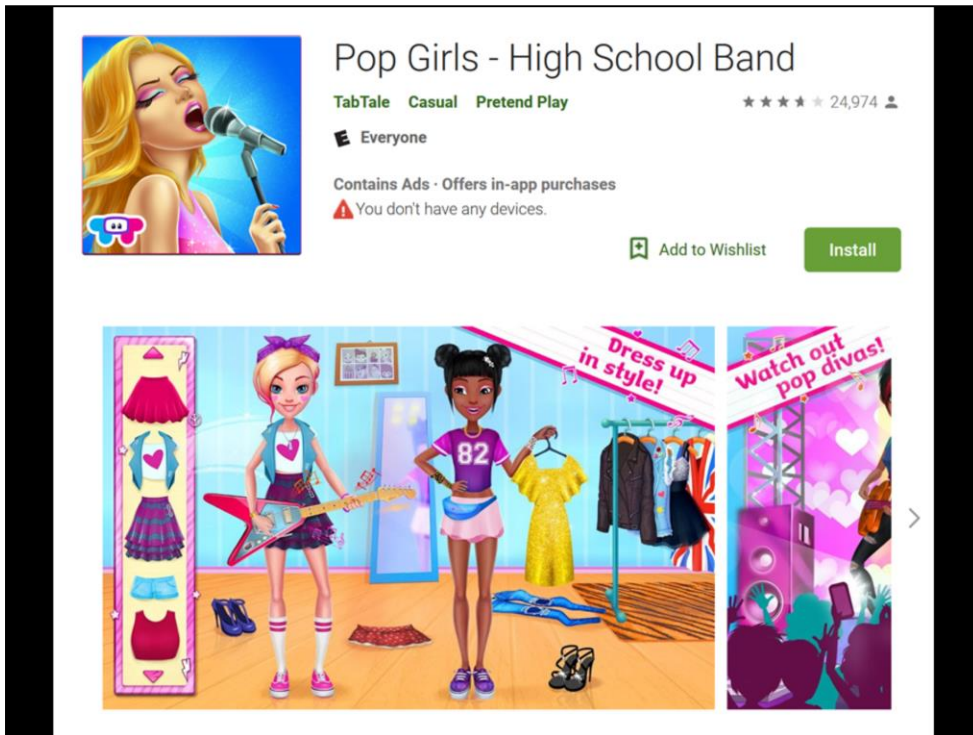 Pop Girls - High School Band
TabTale Casual Pretend Play
24,974
E Everyone
Contains Ads · Offers in-app purchases
You don't have any devices.
Add to Wishlist
Install
Dress up
in style!
82
Watch out
pop divas!